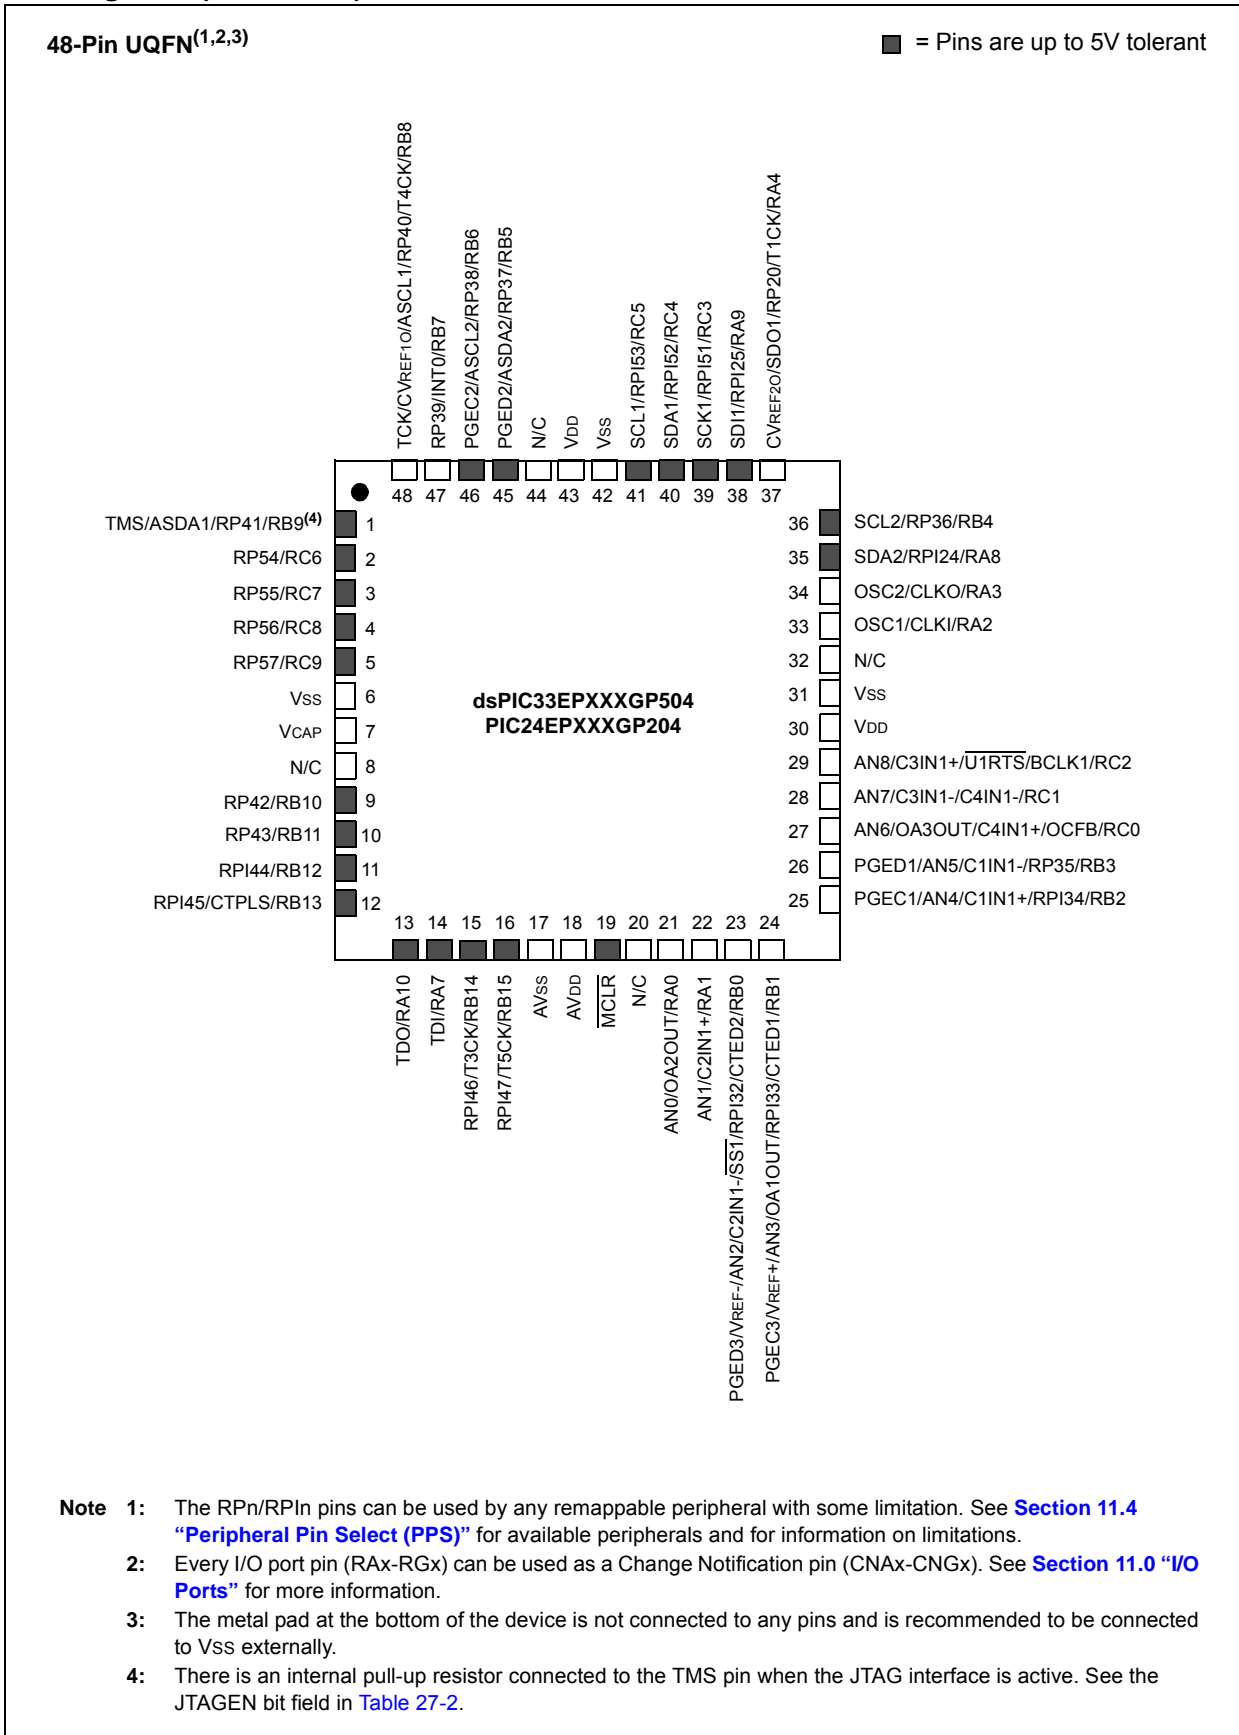 48-Pin UQFN(1,2,3)
= Pins are up to 5V tolerant
TCK/CVREF1O/ASCL1/RP40/T4CK/RB8
RP39/INT0/RB7
PGEC2/ASCL2/RP38/RB6
PGED2/ASDA2/RP37/RB5
N/C
VDD
VSS
SCL1/RPI53/RC5
SDA1/RPI52/RC4
SCK1/RPI51/RC3
SDI1/RPI25/RA9
CVREF2O/SDO1/RP20/T1CK/RA4
48 47 46 45 44 43 42 41 40 39 38 37
TMS/ASDA1/RP41/RB9(4) 1
RP54/RC6 2
RP55/RC7 3
RP56/RC8 4
RP57/RC9 5
VSS 6
VCAP 7
N/C 8
RP42/RB10 9
RP43/RB11 10
RPI44/RB12 11
RPI45/CTPLS/RB13 12
dsPIC33EPXXXGP504
PIC24EPXXXGP204
36 SCL2/RP36/RB4
35 SDA2/RPI24/RA8
34 OSC2/CLKO/RA3
33 OSC1/CLKI/RA2
32 N/C
31 VSS
30 VDD
29 AN8/C3IN1+/U1RTS/BCLK1/RC2
28 AN7/C3IN1-/C4IN1-/RC1
27 AN6/OA3OUT/C4IN1+/OCFB/RC0
26 PGED1/AN5/C1IN1-/RP35/RB3
25 PGEC1/AN4/C1IN1+/RPI34/RB2
13 14 15 16 17 18 19 20 21 22 23 24
TDO/RA10
TDI/RA7
RPI46/T3CK/RB14
RPI47/T5CK/RB15
AVSS
AVDD
MCLR
N/C
AN0/OA2OUT/RA0
AN1/C2IN1+/RA1
PGED3/VREF-/AN2/C2IN1-/SS1/RPI32/CTED2/RB0
PGEC3/VREF+/AN3/OA1OUT/RPI33/CTED1/RB1
Note 1: The RPn/RPIn pins can be used by any remappable peripheral with some limitation. See Section 11.4
“Peripheral Pin Select (PPS)” for available peripherals and for information on limitations.
2: Every I/O port pin (RAx-RGx) can be used as a Change Notification pin (CNAx-CNGx). See Section 11.0 “I/O
Ports” for more information.
3: The metal pad at the bottom of the device is not connected to any pins and is recommended to be connected
to VSS externally.
4: There is an internal pull-up resistor connected to the TMS pin when the JTAG interface is active. See the
JTAGEN bit field in Table 27-2.